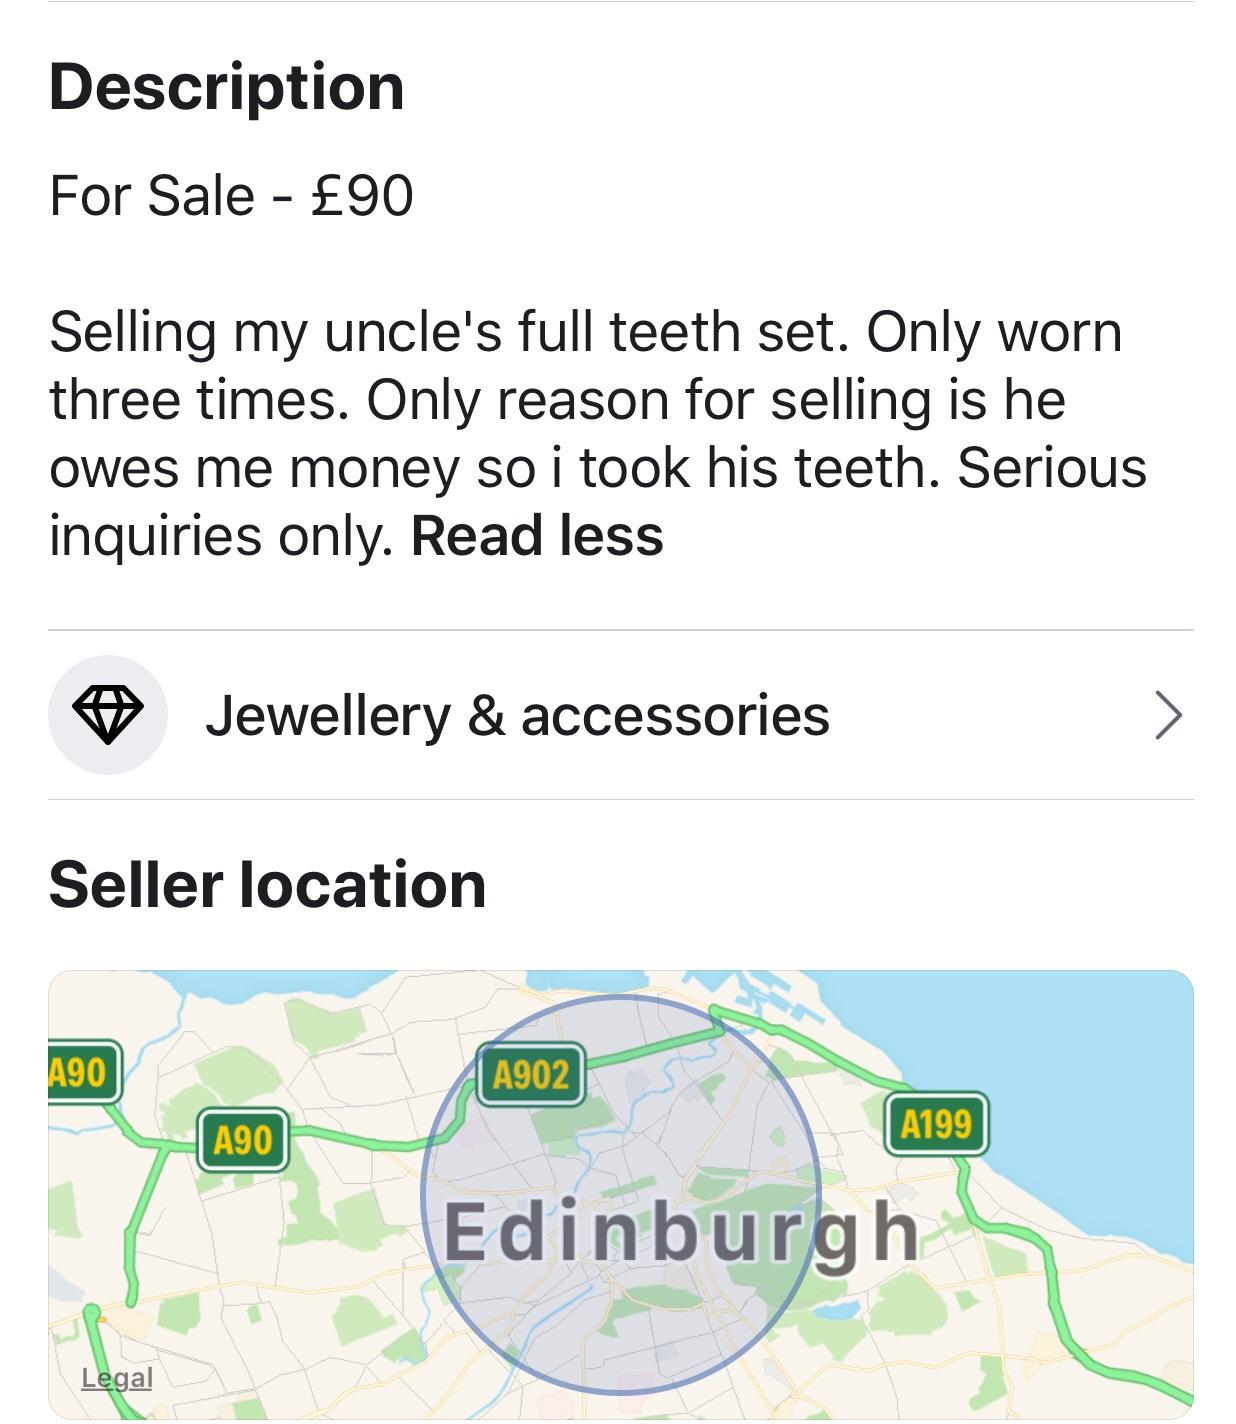 Description
For Sale - £90
Selling my uncle's full teeth set. Only worn
three times. Only reason for selling is he
owes me money so i took his teeth. Serious
inquiries only. Read less
Jewellery & accessories
Seller location
A90
A902
A90
A199
Edinburgh
Legal